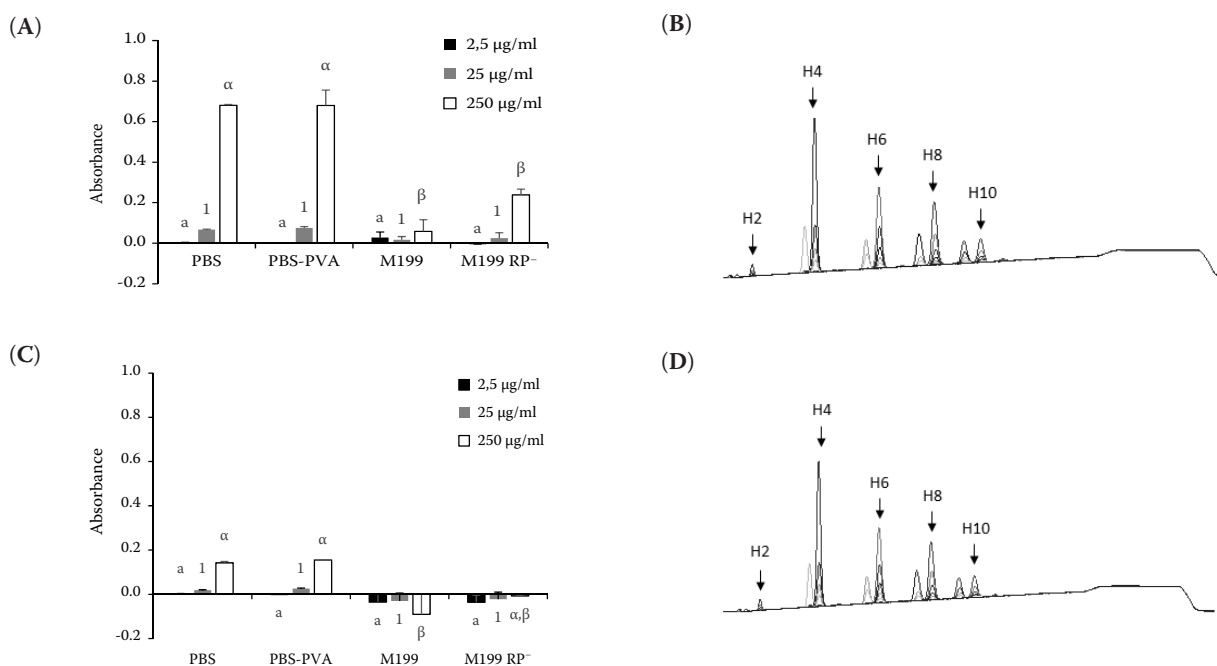 (A)
1.0
0.8
0.6
0.4
0.2
0.0
-0.2
Absorbance
2,5 µg/ml
25 µg/ml
250 µg/ml
a 1 α
a 1 α
a 1 β
a 1 β
PBS PBS-PVA M199 M199 RP⁻
(B)
H2
H4
H6
H8
H10
(C)
1.0
0.8
0.6
0.4
0.2
0.0
-0.2
Absorbance
2,5 µg/ml
25 µg/ml
250 µg/ml
a 1 α
a 1 α
a 1 β
a 1 α,β
PBS PBS-PVA M199 M199 RP⁻
(D)
H2
H4
H6
H8
H10